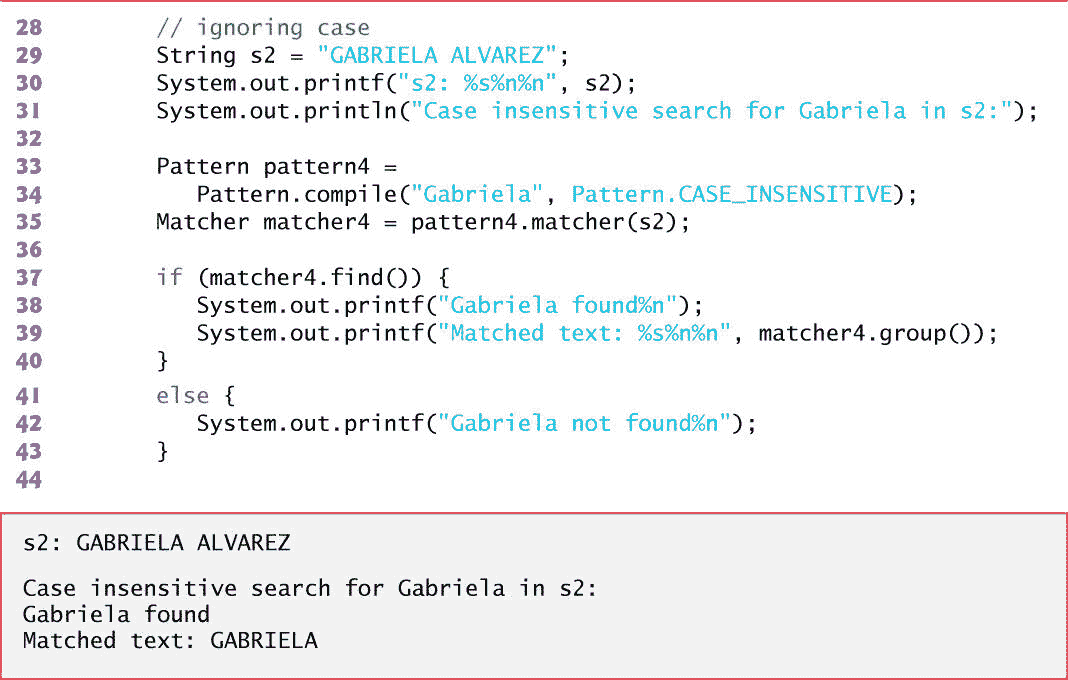 28 // ignoring case
29 String s2 = "GABRIELA ALVAREZ";
30 System.out.printf("s2: %s%n%n", s2);
31 System.out.println("Case insensitive search for Gabriela in s2:");
32
33 Pattern pattern4 =
34 Pattern.compile("Gabriela", Pattern.CASE_INSENSITIVE);
35 Matcher matcher4 = pattern4.matcher(s2);
36
37 if (matcher4.find()) {
38 System.out.printf("Gabriela found%n");
39 System.out.printf("Matched text: %s%n%n", matcher4.group());
40 }
41 else {
42 System.out.printf("Gabriela not found%n");
43 }
44
s2: GABRIELA ALVAREZ
Case insensitive search for Gabriela in s2:
Gabriela found
Matched text: GABRIELA